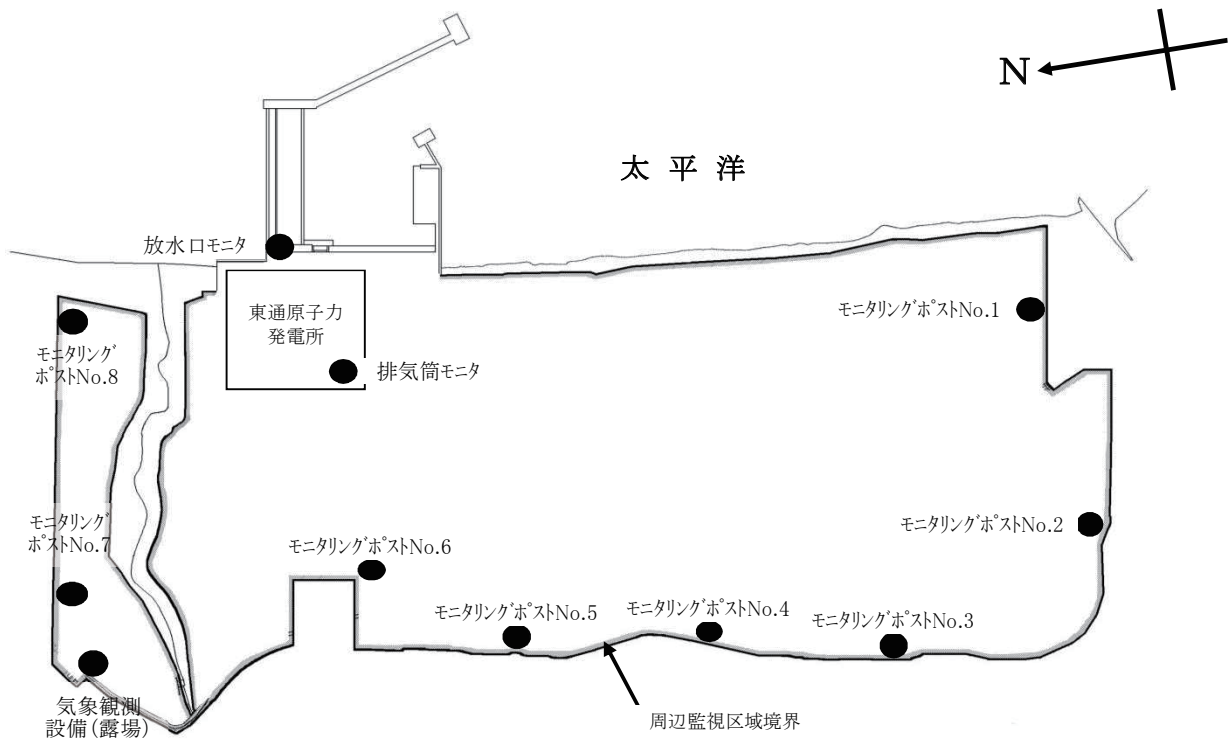 N
太平洋
放水口モニタ
東通原子力
発電所
排気筒モニタ
モニタリングポストNo.1
モニタリング
ポストNo.8
モニタリングポストNo.2
モニタリング
ポストNo.7
モニタリングポストNo.6
モニタリングポストNo.5
モニタリングポストNo.4
モニタリングポストNo.3
気象観測
設備(露場)
周辺監視区域境界